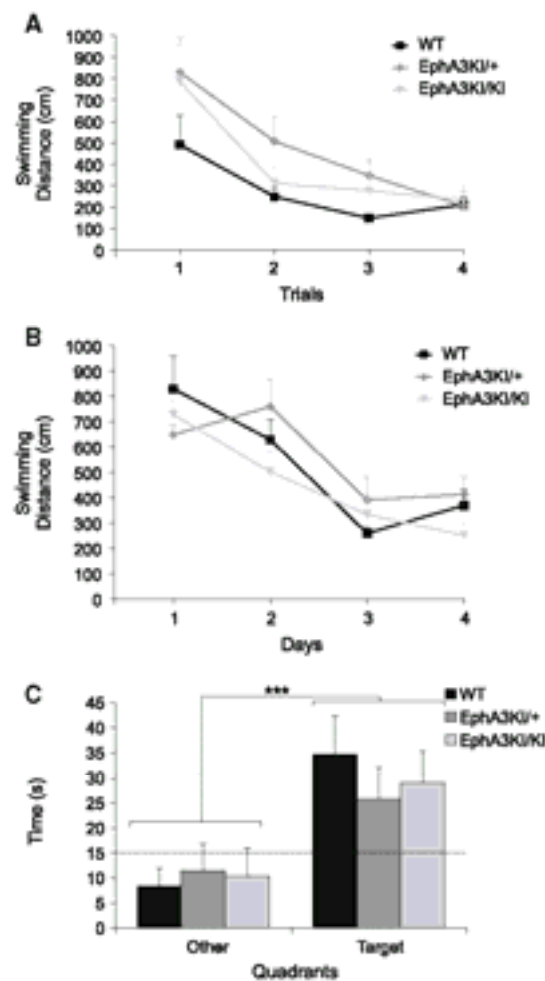 A
WT
EphA3KI/+
EphA3KI/KI
Swimming
Distance (cm)
1000
900
800
700
600
500
400
300
200
100
0
1 2 3 4
Trials
B
WT
EphA3KI/+
EphA3KI/KI
Swimming
Distance (cm)
1000
900
800
700
600
500
400
300
200
100
0
1 2 3 4
Days
C
***
WT
EphA3KI/+
EphA3KI/KI
Time (s)
45
40
35
30
25
20
15
10
5
0
Other Target
Quadrants